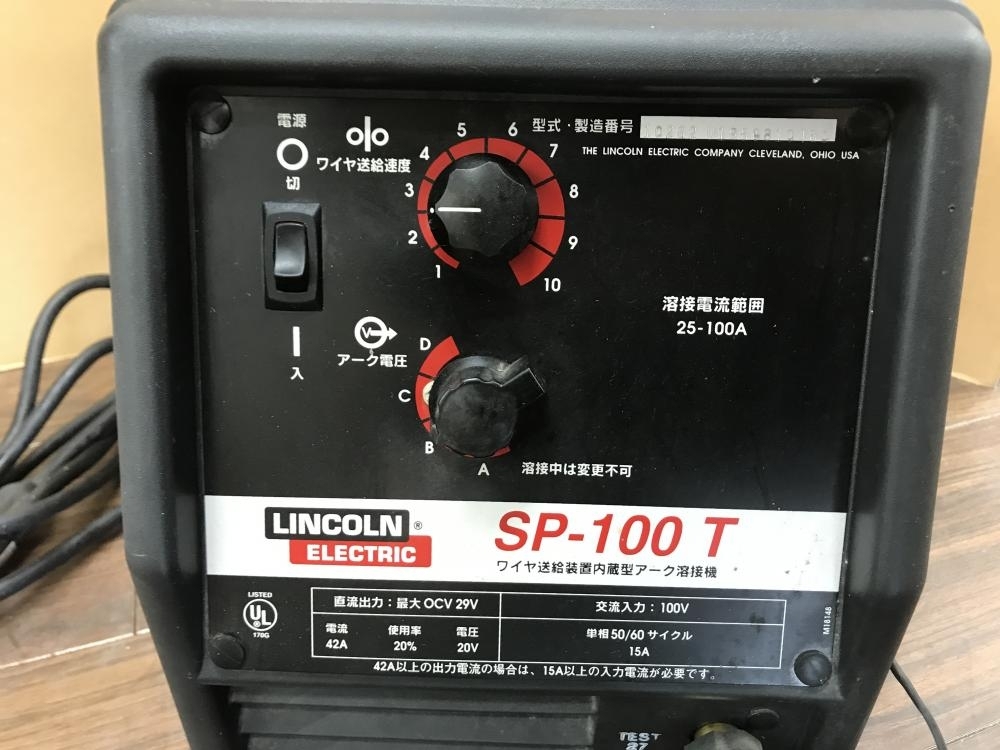 電源
切
入
ワイヤ送給速度
1
2
3
4
5
6
7
8
9
10
型式・製造番号
THE LINCOLN ELECTRIC COMPANY CLEVELAND, OHIO USA
溶接電流範囲
25-100A
V
アーク電圧
D
C
B
A
溶接中は変更不可
LINCOLN ®
ELECTRIC
SP-100 T
ワイヤ送給装置内蔵型アーク溶接機
LISTED
UL
170G
直流出力：最大 OCV 29V
交流入力：100V
電流 使用率 電圧
42A 20% 20V
単相 50/60 サイクル
15A
42A以上の出力電流の場合は、15A以上の入力電流が必要です。
M18148
TEST
27